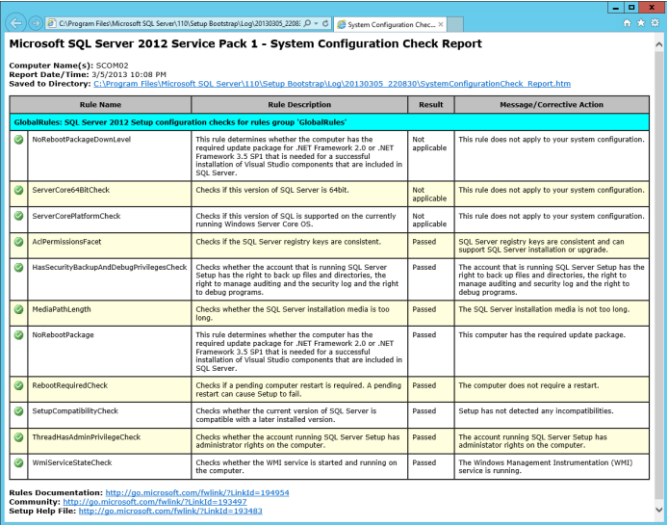 C:\Program Files\Microsoft SQL Server\110\Setup Bootstrap\Log\20130305_2208
System Configuration Chec...
Microsoft SQL Server 2012 Service Pack 1 - System Configuration Check Report
Computer Name(s): SCOM02
Report Date/Time: 3/5/2013 10:08 PM
Saved to Directory: C:\Program Files\Microsoft SQL Server\110\Setup Bootstrap\Log\20130305_220830\SystemConfigurationCheck_Report.htm
Rule Name Rule Description Result Message/Corrective Action
GlobalRules: SQL Server 2012 Setup configuration checks for rules group 'GlobalRules'
NoRebootPackageDownLevel This rule determines whether the computer has the Not This rule does not apply to your system configuration.
required update package for .NET Framework 2.0 or .NET applicable
Framework 3.5 SP1 that is needed for a successful
installation of Visual Studio components that are included in
SQL Server.
ServerCore64BitCheck Checks if this version of SQL Server is 64bit. Not This rule does not apply to your system configuration.
applicable
ServerCorePlatformCheck Checks if this version of SQL is supported on the currently Not This rule does not apply to your system configuration.
running Windows Server Core OS. applicable
AclPermissionsFacet Checks if the SQL Server registry keys are consistent. Passed SQL Server registry keys are consistent and can
support SQL Server installation or upgrade.
HasSecurityBackupAndDebugPrivilegesCheck Checks whether the account that is running SQL Server Passed The account that is running SQL Server Setup has the
Setup has the right to back up files and directories, the right to back up files and directories, the right to
right to manage auditing and the security log and the right manage auditing and security log and the right to
to debug programs. debug programs.
MediaPathLength Checks whether the SQL Server installation media is too Passed The SQL Server installation media is not too long.
long.
NoRebootPackage This rule determines whether the computer has the Passed This computer has the required update package.
required update package for .NET Framework 2.0 or .NET
Framework 3.5 SP1 that is needed for a successful
installation of Visual Studio components that are included in
SQL Server.
RebootRequiredCheck Checks if a pending computer restart is required. A pending Passed The computer does not require a restart.
restart can cause Setup to fail.
SetupCompatibilityCheck Checks whether the current version of SQL Server is Passed Setup has not detected any incompatibilities.
compatible with a later installed version.
ThreadHasAdminPrivilegeCheck Checks whether the account running SQL Server Setup has Passed The account running SQL Server Setup has
administrator rights on the computer. administator rights on the computer.
WmiServiceStateCheck Checks whether the WMI service is started and running on Passed The Windows Management Instrumentation (WMI)
the computer. service is running.
Rules Documentation: http://go.microsoft.com/fwlink/?LinkId=194954
Community: http://go.microsoft.com/fwlink/?LinkId=193497
Setup Help File: http://go.microsoft.com/fwlink/?LinkId=193483